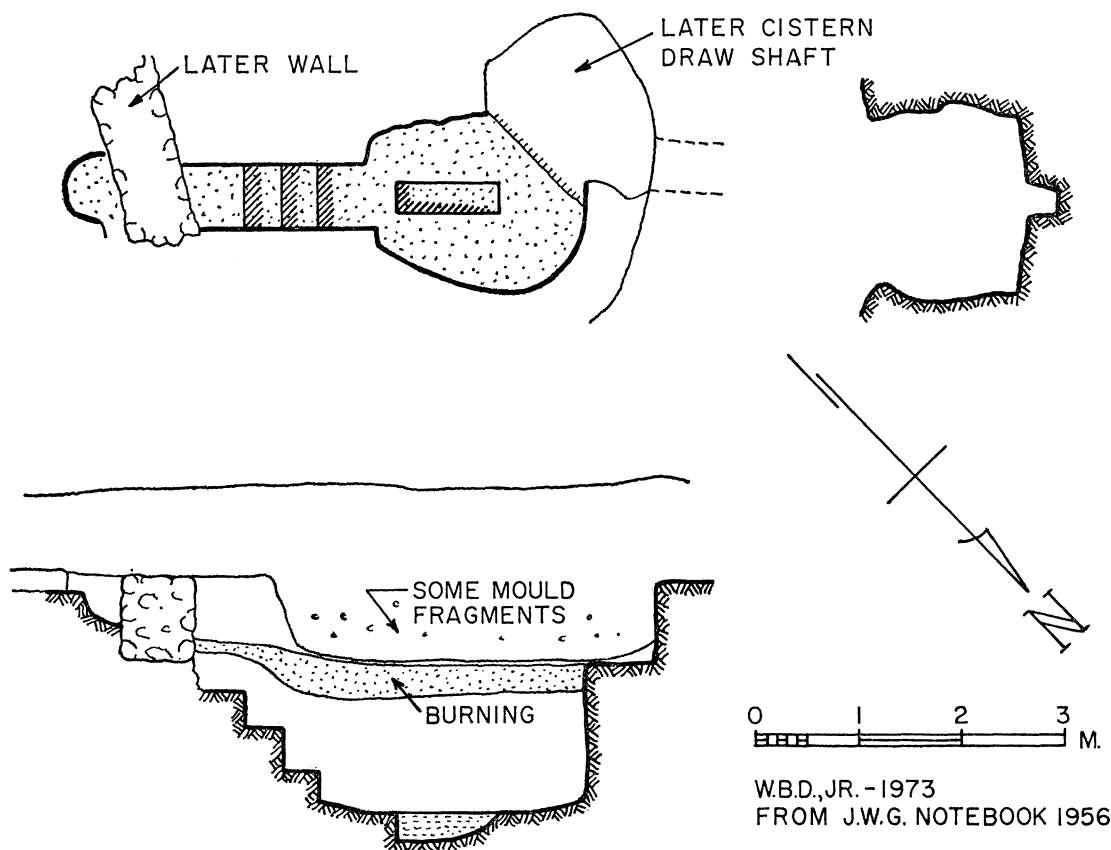 LATER WALL
LATER CISTERN
DRAW SHAFT
SOME MOULD
FRAGMENTS
BURNING
N
0 1 2 3
M.
W.B.D., JR. - 1973
FROM J.W.G. NOTEBOOK 1956